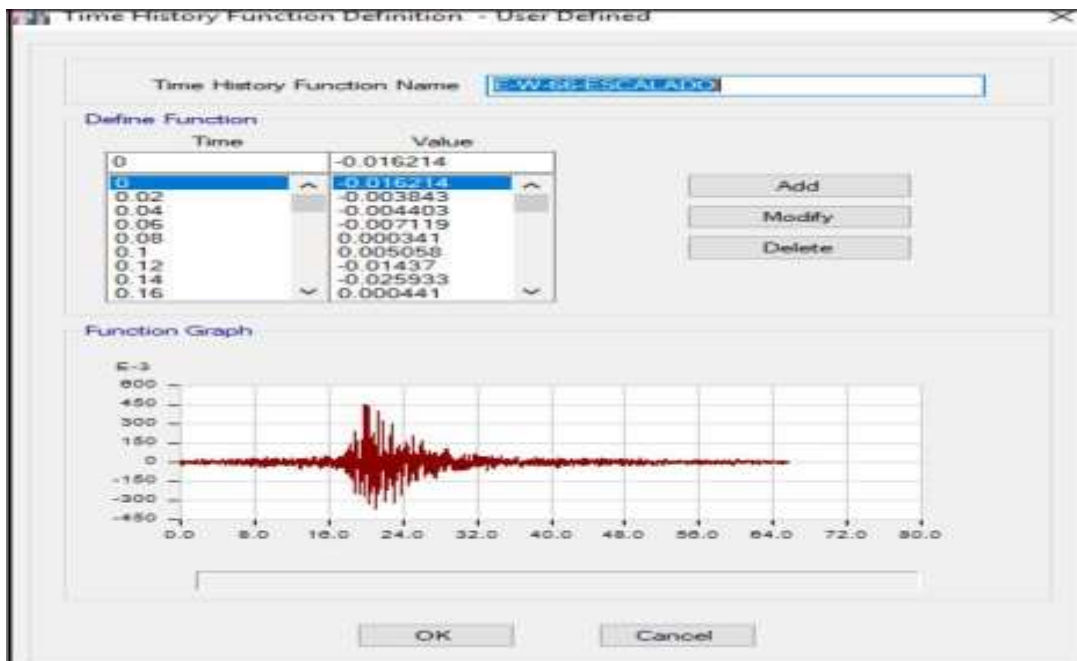 Time History Function Definition - User Defined
Time History Function Name E-W-66-ESCALADO
Define Function
Time Value
0 -0.016214
0 -0.016214
0.02 -0.003843
0.04 -0.004403
0.06 -0.007119
0.08 0.000341
0.1 0.005058
0.12 -0.01437
0.14 -0.025933
0.16 0.000441
Add
Modify
Delete
Function Graph
E-3
600
450
300
150
0
-150
-300
-450
0.0 8.0 16.0 24.0 32.0 40.0 48.0 56.0 64.0 72.0 80.0
OK Cancel